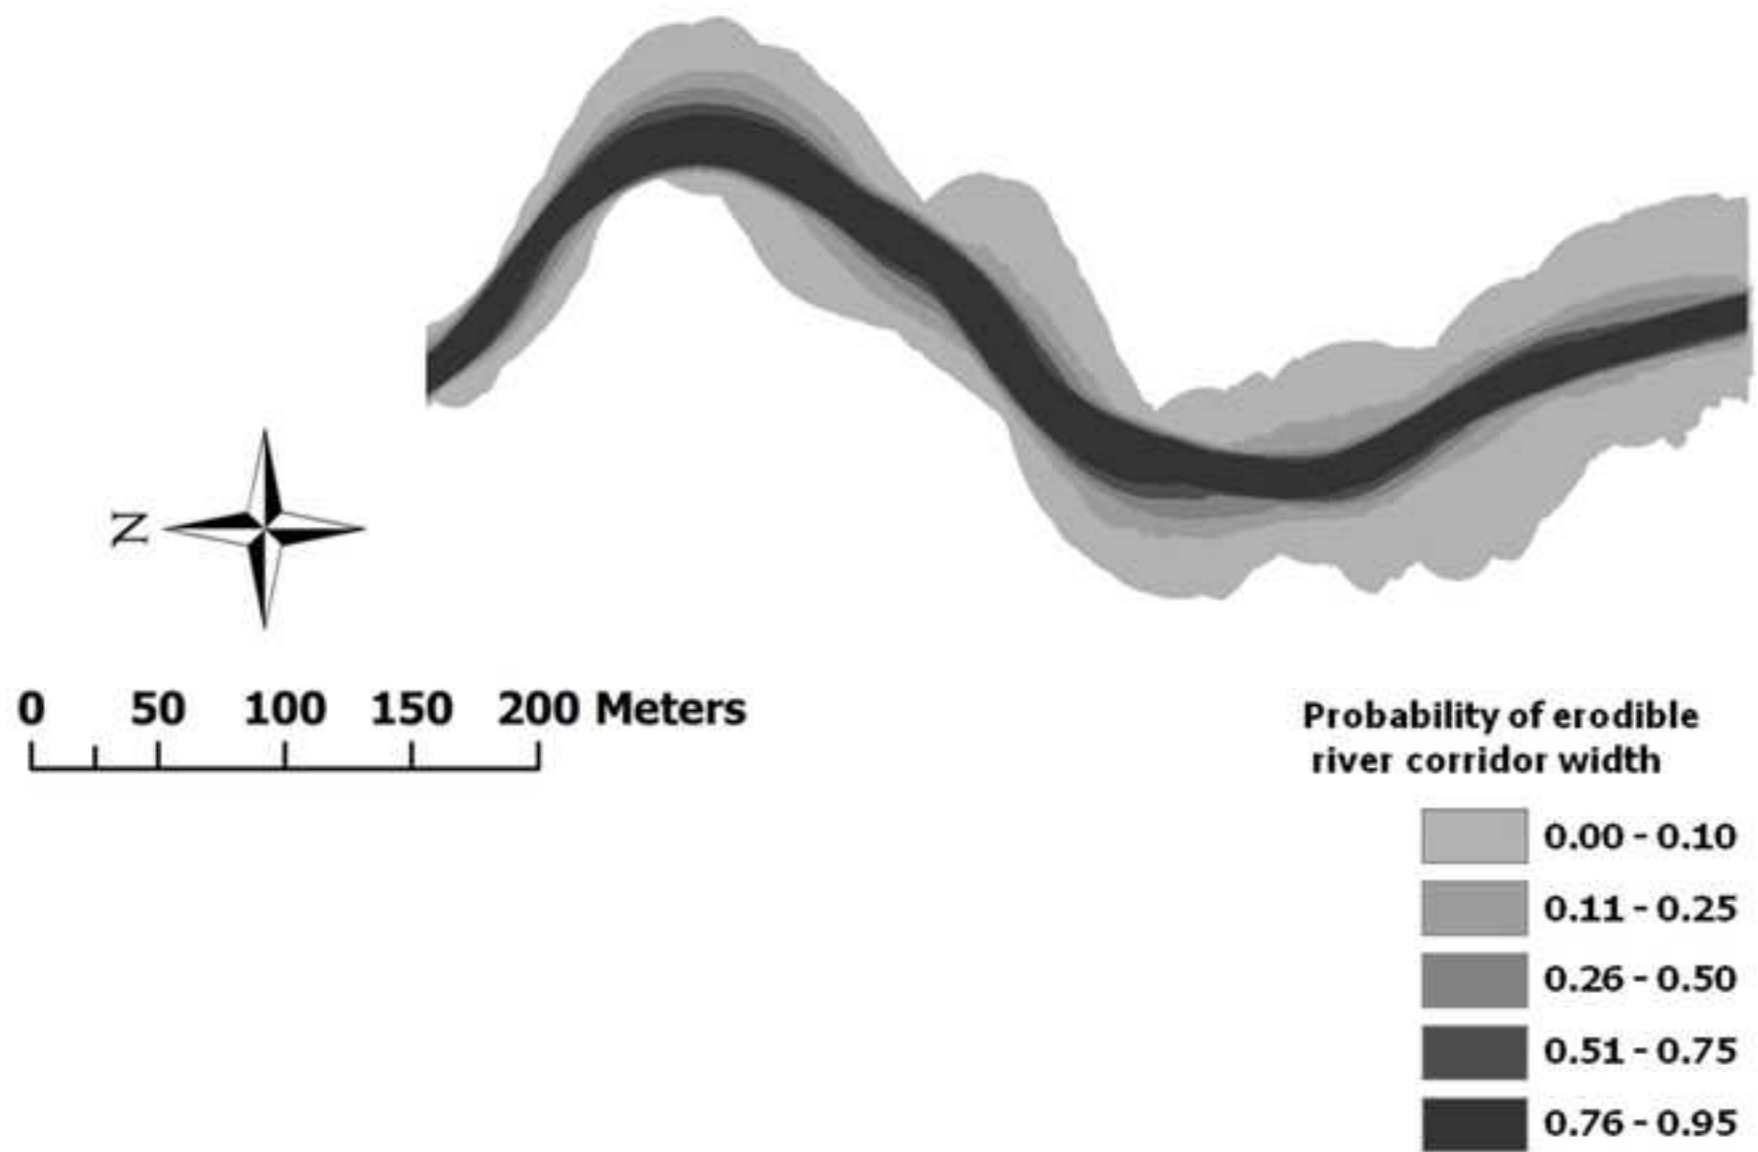 N
0 50 100 150 200 Meters
Probability of erodible
river corridor width
0.00 - 0.10
0.11 - 0.25
0.26 - 0.50
0.51 - 0.75
0.76 - 0.95